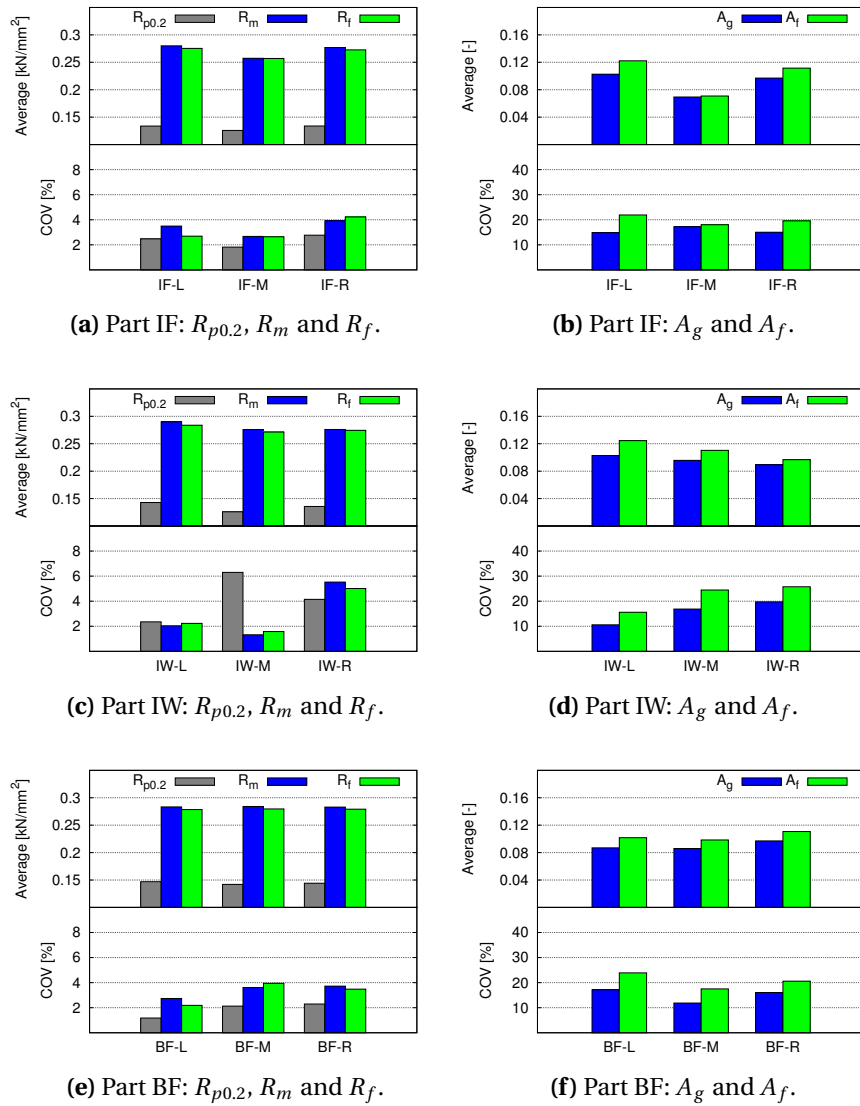 R_p0.2 R_m R_f
Average [kN/mm²]
0.3
0.25
0.2
0.15
COV [%]
8
6
4
2
IF-L IF-M IF-R
(a) Part IF: R_p0.2, R_m and R_f.
A_g A_f
Average [-]
0.16
0.12
0.08
0.04
COV [%]
40
30
20
10
IF-L IF-M IF-R
(b) Part IF: A_g and A_f.
R_p0.2 R_m R_f
Average [kN/mm²]
0.3
0.25
0.2
0.15
COV [%]
8
6
4
2
IW-L IW-M IW-R
(c) Part IW: R_p0.2, R_m and R_f.
A_g A_f
Average [-]
0.16
0.12
0.08
0.04
COV [%]
40
30
20
10
IW-L IW-M IW-R
(d) Part IW: A_g and A_f.
R_p0.2 R_m R_f
Average [kN/mm²]
0.3
0.25
0.2
0.15
COV [%]
8
6
4
2
BF-L BF-M BF-R
(e) Part BF: R_p0.2, R_m and R_f.
A_g A_f
Average [-]
0.16
0.12
0.08
0.04
COV [%]
40
30
20
10
BF-L BF-M BF-R
(f) Part BF: A_g and A_f.